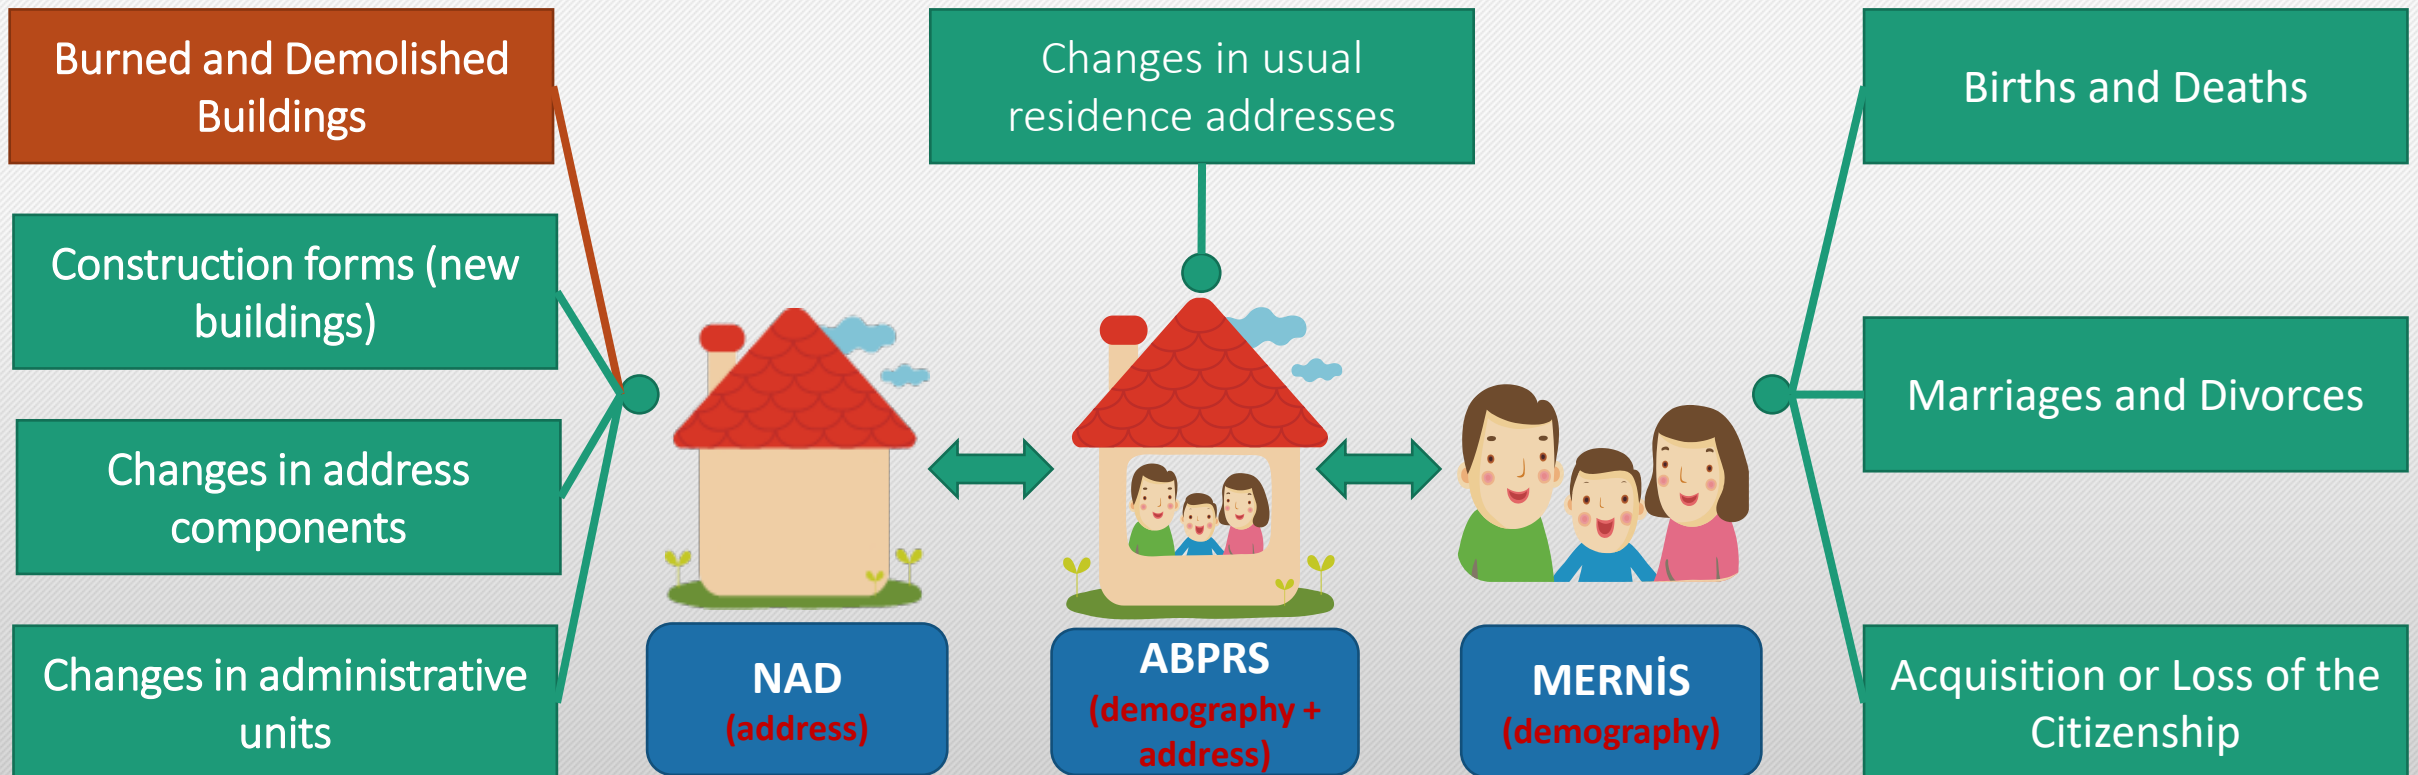 Burned and Demolished
Buildings
Construction forms (new
buildings)
Changes in address
components
Changes in administrative
units
Changes in usual
residence addresses
NAD
(address)
ABPRS
(demography +
address)
MERNİS
(demography)
Births and Deaths
Marriages and Divorces
Acquisition or Loss of the
Citizenship